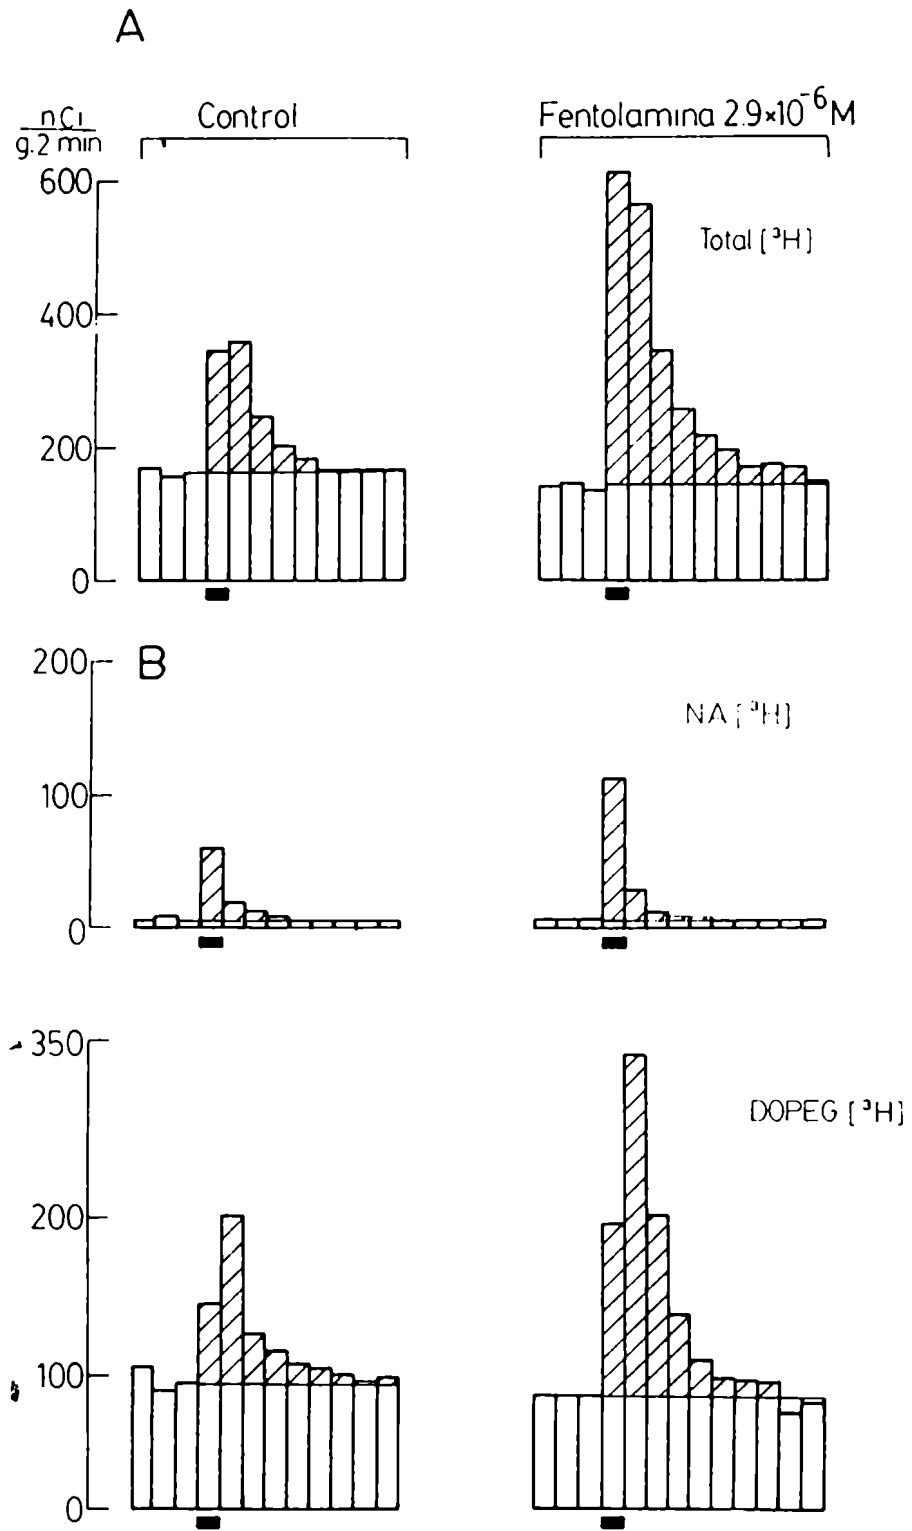 A
nCi
g.2 min
Control
Fentolamina 2.9×10⁻⁶M
600
400
200
0
Total [³H]
B
200
100
0
NA [³H]
350
200
100
0
DOPEG [³H]